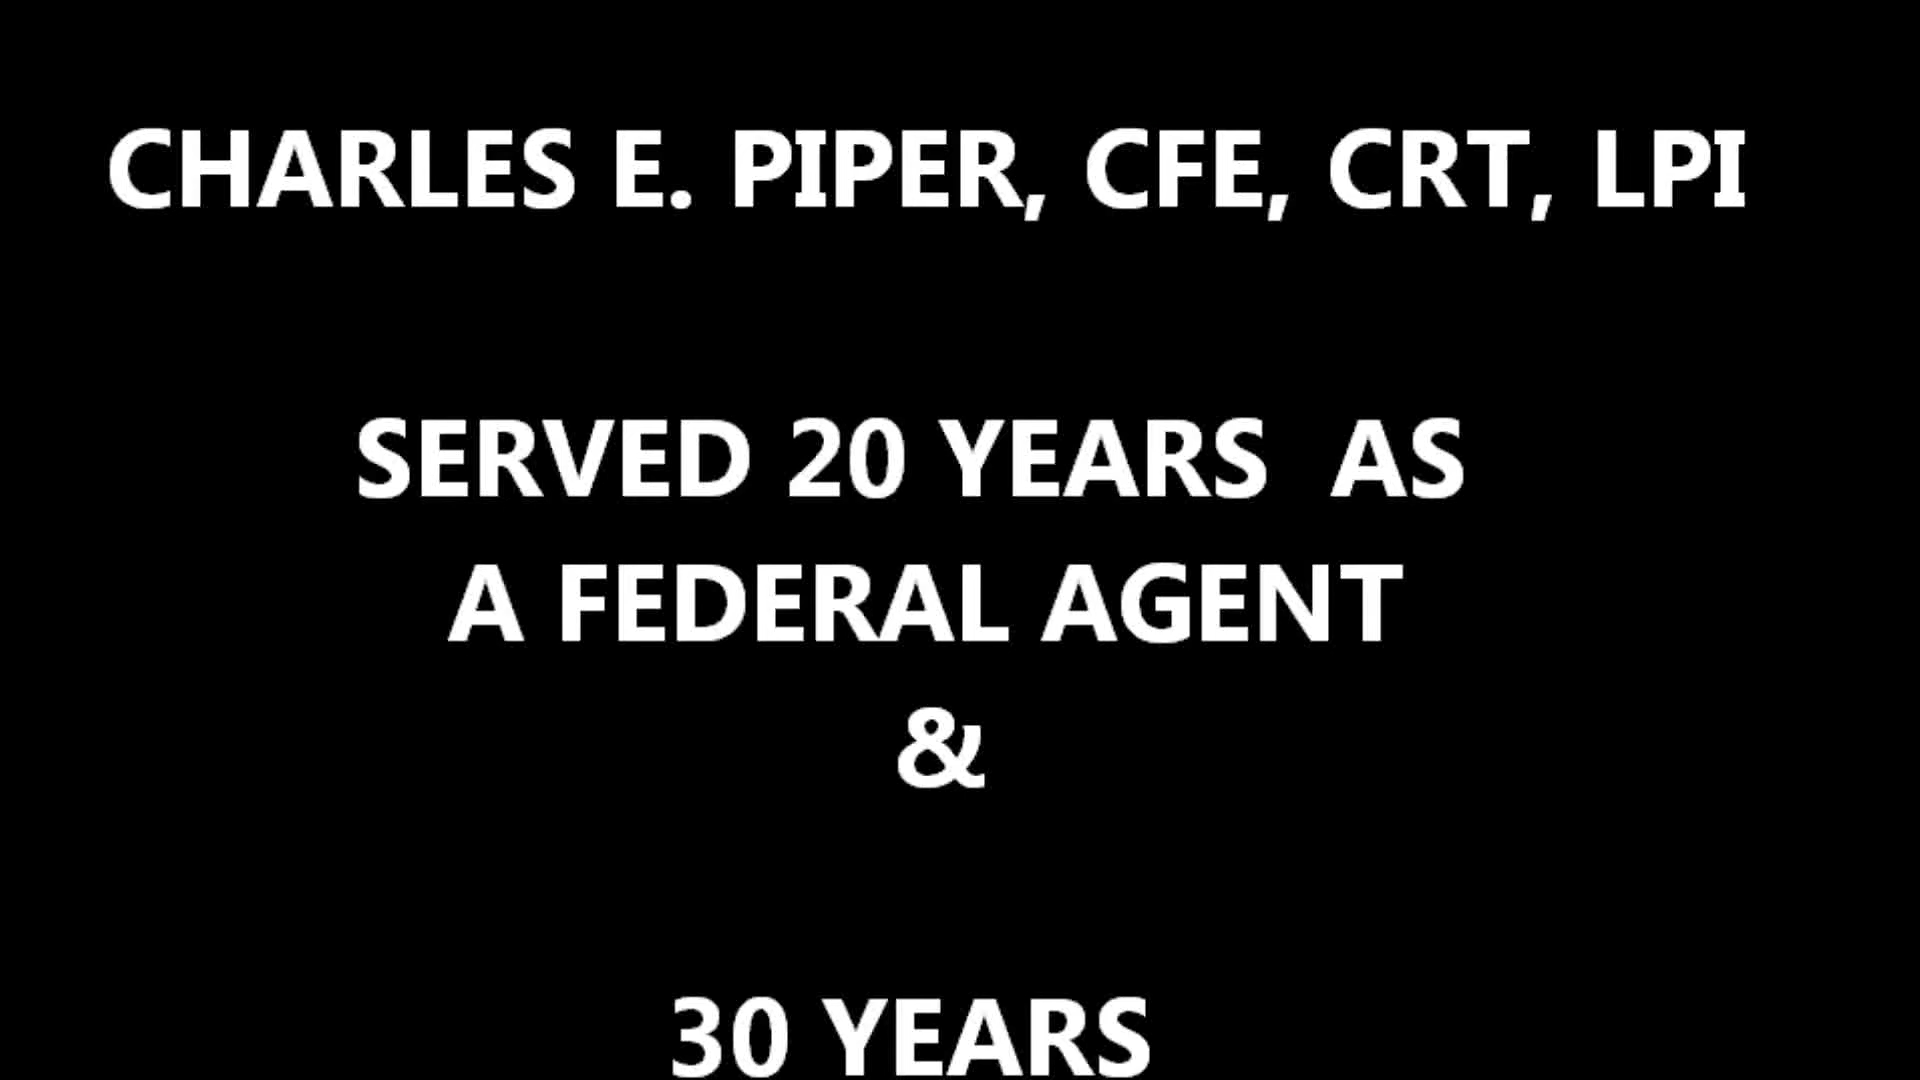 CHARLES E. PIPER, CFE, CRT, LPI
SERVED 20 YEARS  AS
A FEDERAL AGENT
&
30 YEARS